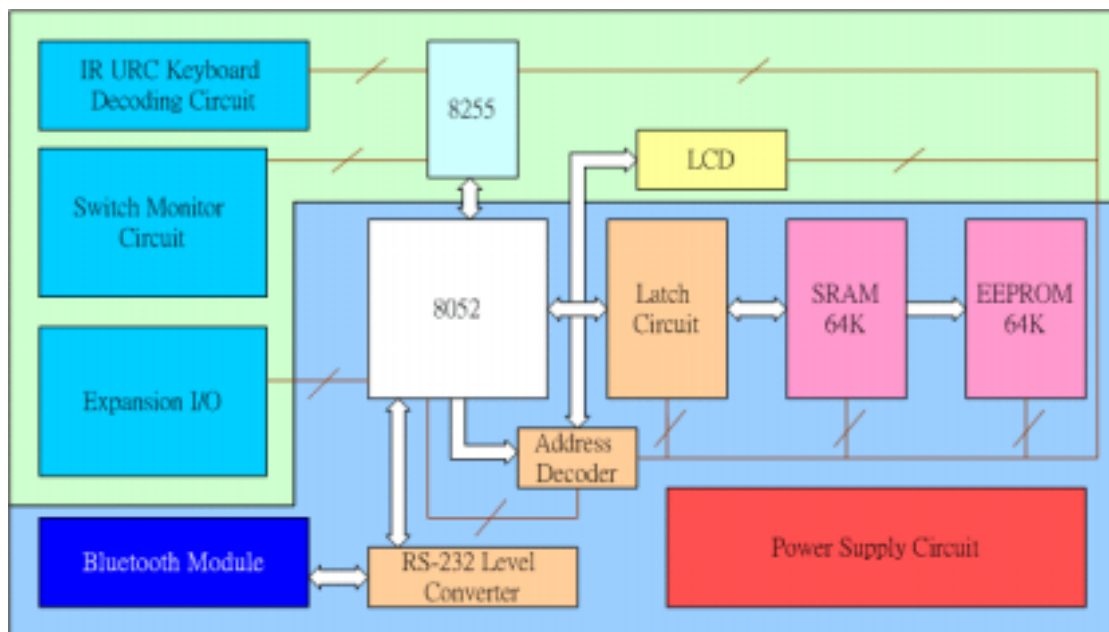 IR URC Keyboard
Decoding Circuit
8255
LCD
Switch Monitor
Circuit
8052
Latch
Circuit
SRAM
64K
EEPROM
64K
Expansion I/O
Address
Decoder
Bluetooth Module
RS-232 Level
Converter
Power Supply Circuit